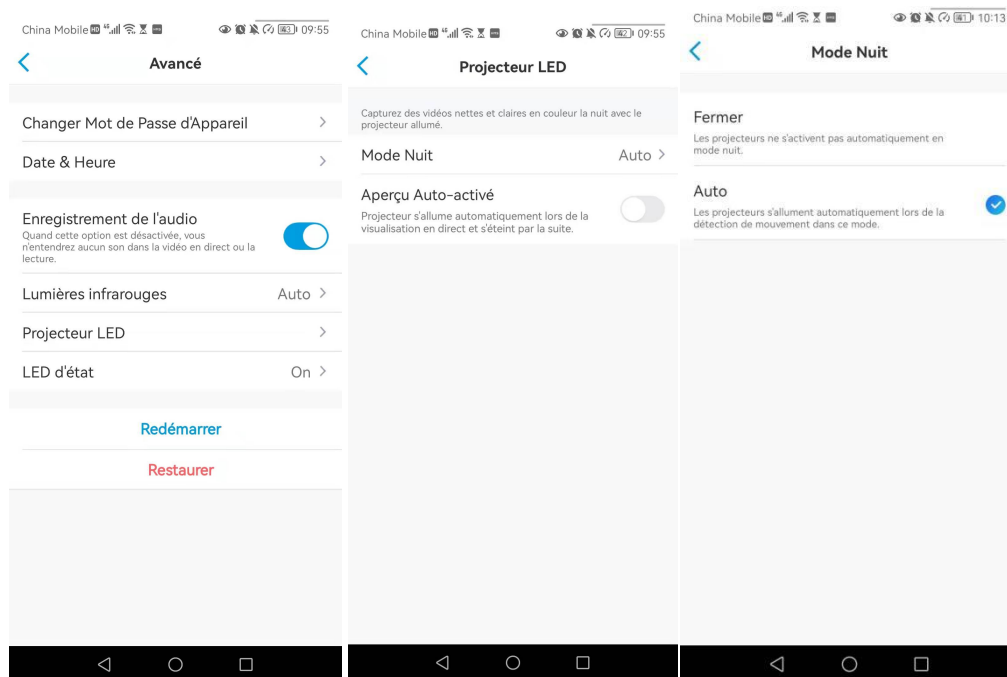 China Mobile HD 09:55
Avancé
Changer Mot de Passe d'Appareil
Date & Heure
Enregistrement de l'audio
Quand cette option est désactivée, vous
n'entendrez aucun son dans la vidéo en direct ou la
lecture.
Lumières infrarouges Auto
Projecteur LED
LED d'état On
Redémarrer
Restaurer
China Mobile HD 09:55
Projecteur LED
Capturez des vidéos nettes et claires en couleur la nuit avec le
projecteur allumé.
Mode Nuit Auto
Aperçu Auto-activé
Projecteur s'allume automatiquement lors de la
visualisation en direct et s'éteint par la suite.
China Mobile HD 10:13
Mode Nuit
Fermer
Les projecteurs ne s'activent pas automatiquement en
mode nuit.
Auto
Les projecteurs s'allument automatiquement lors de la
détection de mouvement dans ce mode.